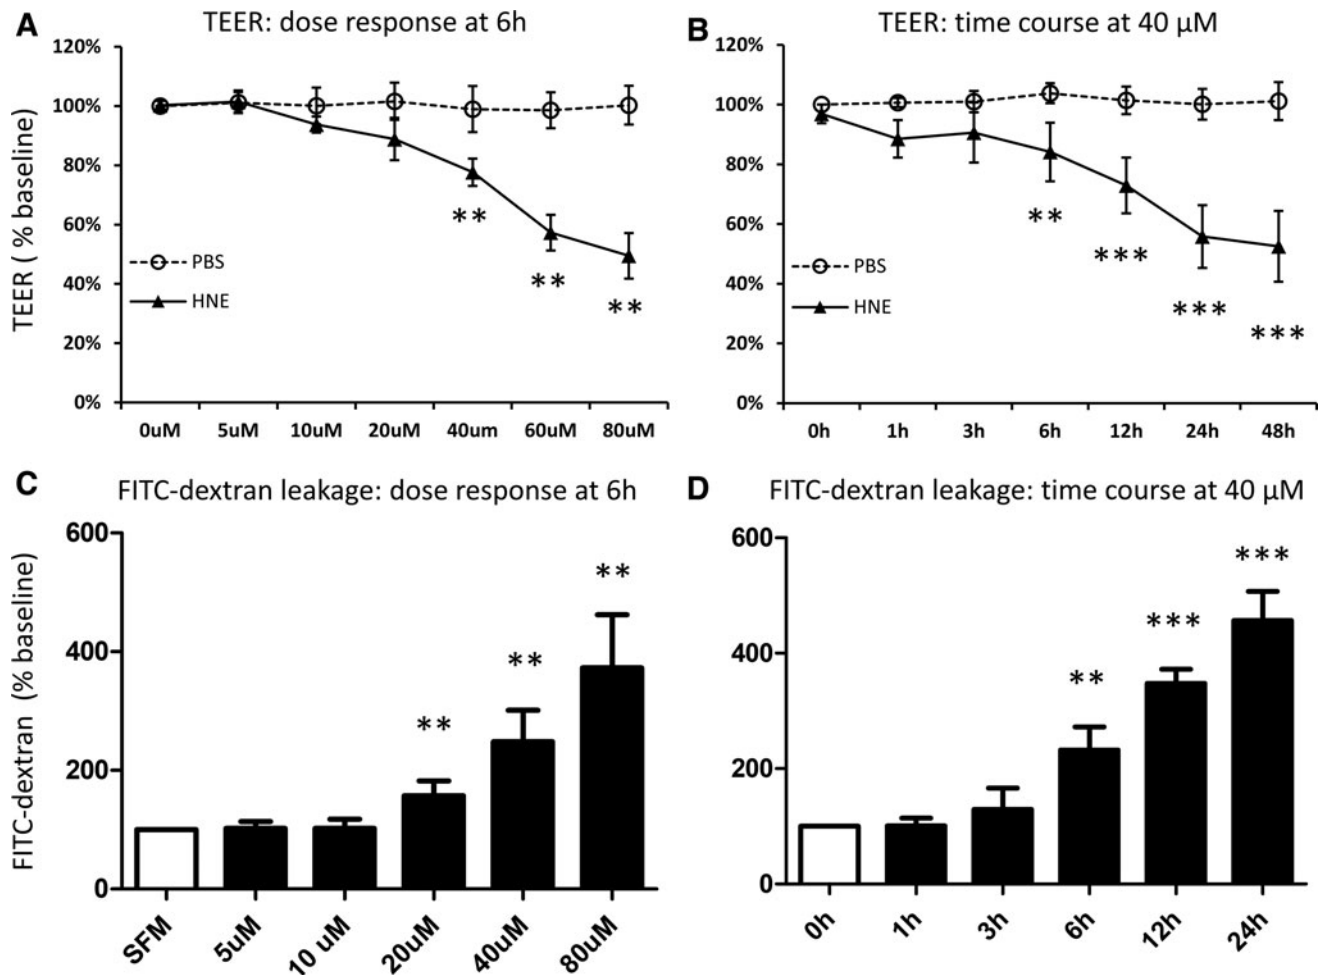 A
TEER: dose response at 6h
TEER ( % baseline)
120%
100%
80%
60%
40%
20%
0%
PBS
HNE
**
**
**
0uM 5uM 10uM 20uM 40um 60uM 80uM
B
TEER: time course at 40 µM
120%
100%
80%
60%
40%
20%
0%
PBS
HNE
**
***
***
***
0h 1h 3h 6h 12h 24h 48h
C
FITC-dextran leakage: dose response at 6h
FITC-dextran (% baseline)
600
400
200
0
**
**
**
SFM 5uM 10 uM 20uM 40uM 80uM
D
FITC-dextran leakage: time course at 40 µM
600
400
200
0
**
***
***
0h 1h 3h 6h 12h 24h